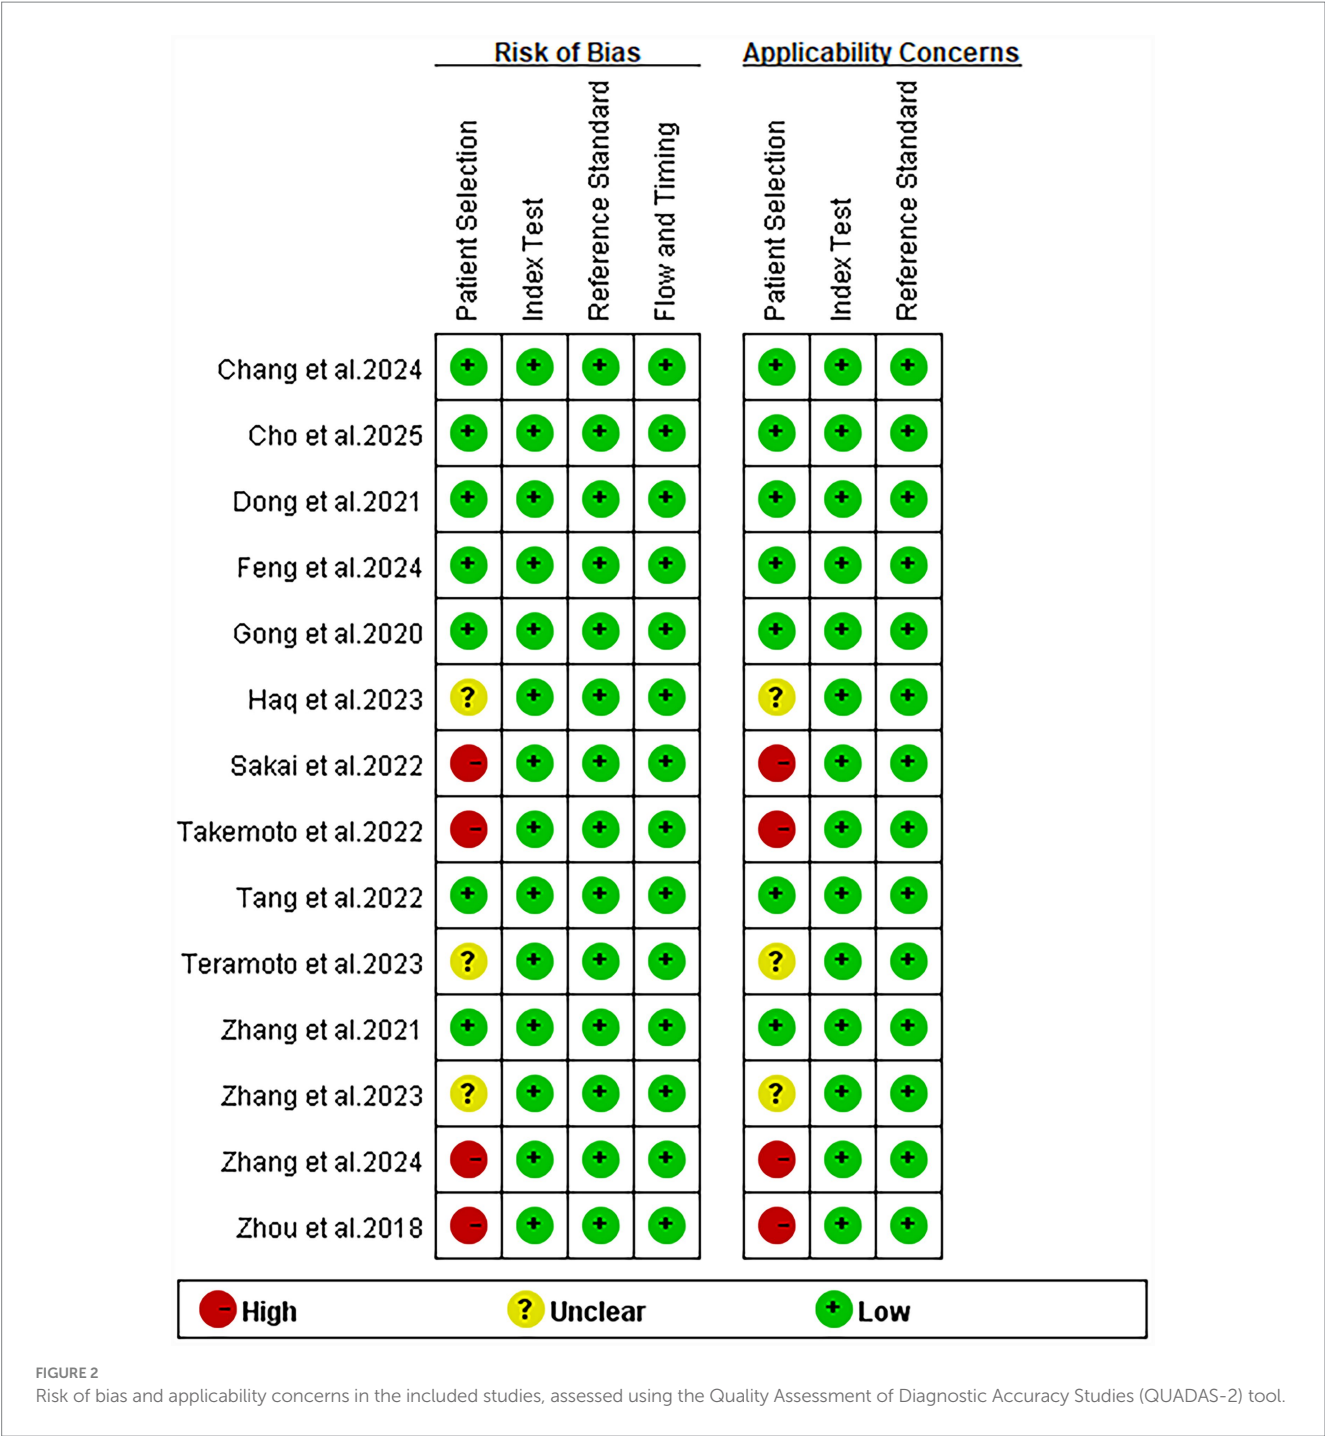 Risk of Bias Applicability Concerns
Patient Selection Index Test Reference Standard Flow and Timing Patient Selection Index Test Reference Standard
Chang et al.2024 + + + + + + +
Cho et al.2025 + + + + + + +
Dong et al.2021 + + + + + + +
Feng et al.2024 + + + + + + +
Gong et al.2020 + + + + + + +
Haq et al.2023 ? + + + ? + +
Sakai et al.2022 - + + + - + +
Takemoto et al.2022 - + + + - + +
Tang et al.2022 + + + + + + +
Teramoto et al.2023 ? + + + ? + +
Zhang et al.2021 + + + + + + +
Zhang et al.2023 ? + + + ? + +
Zhang et al.2024 - + + + - + +
Zhou et al.2018 - + + + - + +
- High ? Unclear + Low
FIGURE 2
Risk of bias and applicability concerns in the included studies, assessed using the Quality Assessment of Diagnostic Accuracy Studies (QUADAS-2) tool.